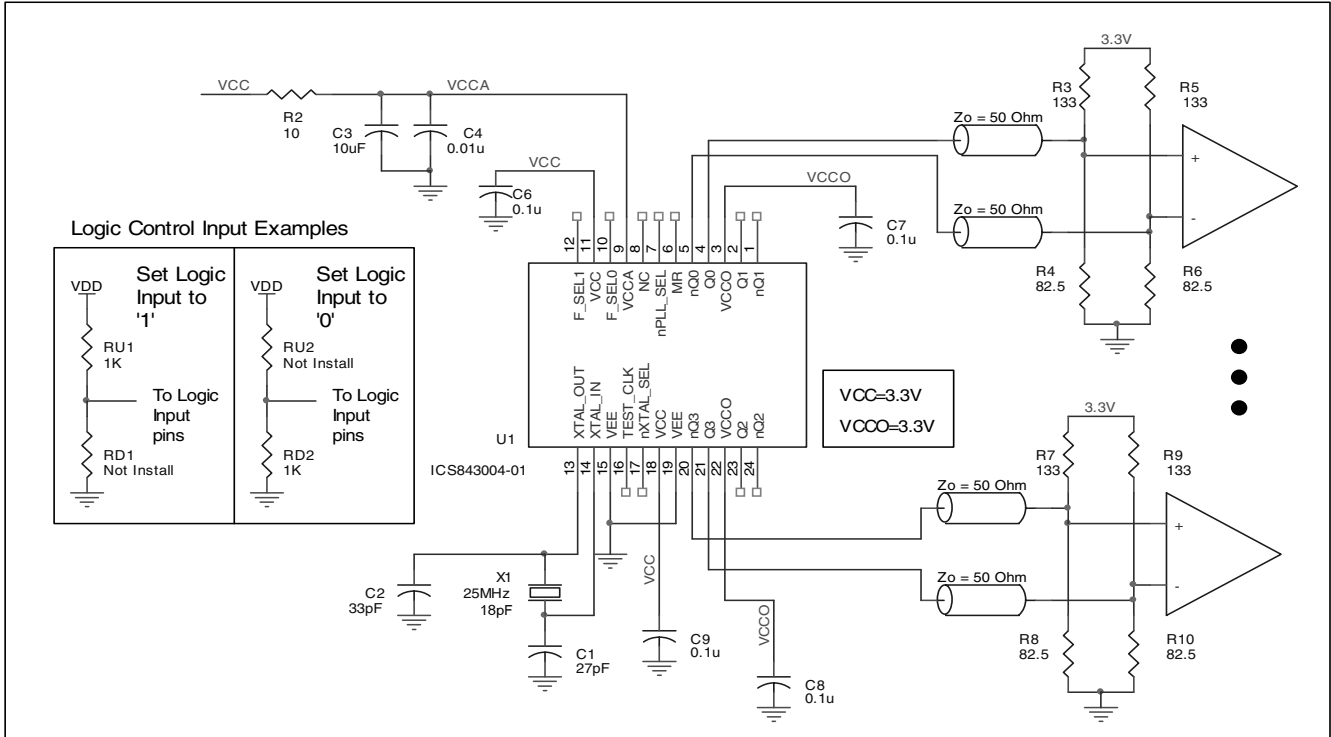 VCC
R2
10
VCCA
C3
10uF
C4
0.01u
VCC
C6
0.1u
VCCO
C7
0.1u
3.3V
R3
133
R5
133
Zo = 50 Ohm
Zo = 50 Ohm
+
-
R4
82.5
R6
82.5
Logic Control Input Examples
Set Logic
Input to
'1'
VDD
RU1
1K
To Logic
Input
pins
RD1
Not Install
Set Logic
Input to
'0'
VDD
RU2
Not Install
To Logic
Input
pins
RD2
1K
12
11
10
9
8
7
6
5
4
3
2
1
F_SEL1
VCC
F_SEL0
VCCA
NC
nPLL_SEL
MR
nQ0
Q0
VCCO
Q1
nQ1
XTAL_OUT
XTAL_IN
VEE
TEST_CLK
nXTAL_SEL
VCC
VEE
nQ3
Q3
VCCO
Q2
nQ2
U1
ICS843004-01
13
14
15
16
17
18
19
20
21
22
23
24
VCC=3.3V
VCCO=3.3V
C2
33pF
X1
25MHz
18pF
C1
27pF
VCC
C9
0.1u
VCCO
C8
0.1u
3.3V
R7
133
R9
133
Zo = 50 Ohm
Zo = 50 Ohm
+
-
R8
82.5
R10
82.5